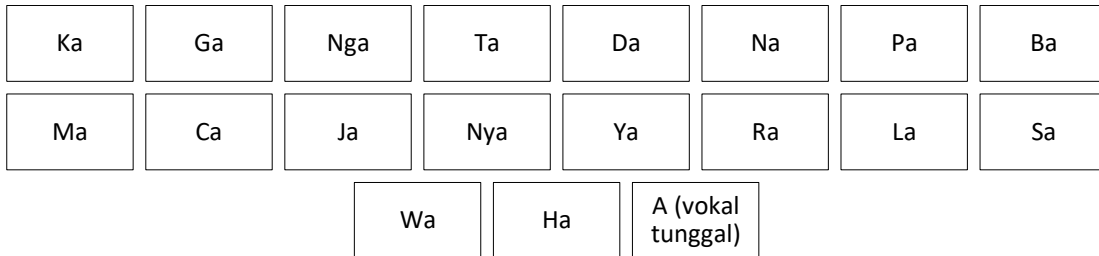 Ka Ga Nga Ta Da Na Pa Ba
Ma Ca Ja Nya Ya Ra La Sa
Wa Ha A (vokal
tunggal)